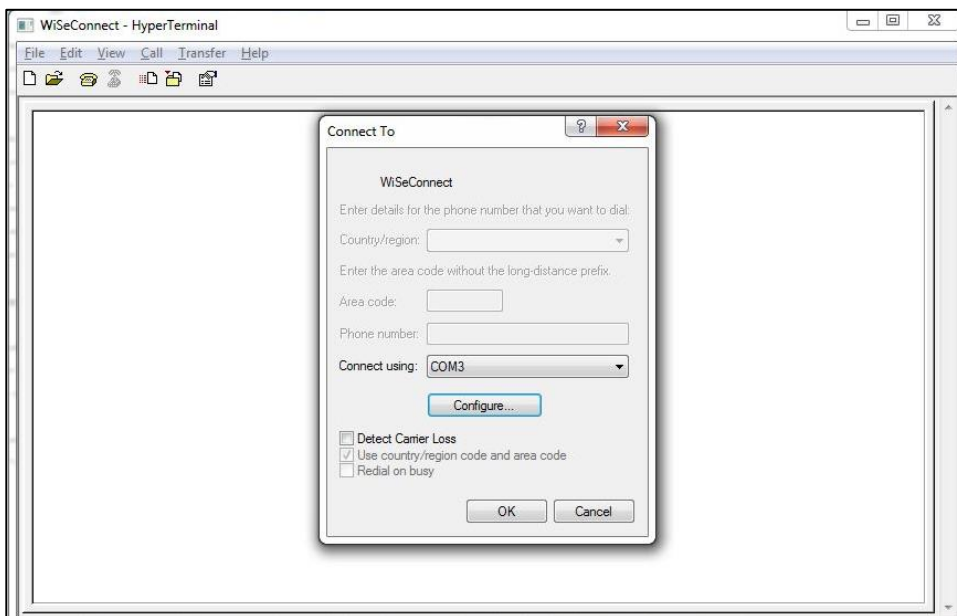 WiSeConnect - HyperTerminal
File Edit View Call Transfer Help
Connect To
?
WiSeConnect
Enter details for the phone number that you want to dial:
Country/region:
Enter the area code without the long-distance prefix.
Area code:
Phone number:
Connect using: COM3
Configure...
Detect Carrier Loss
Use country/region code and area code
Redial on busy
OK Cancel